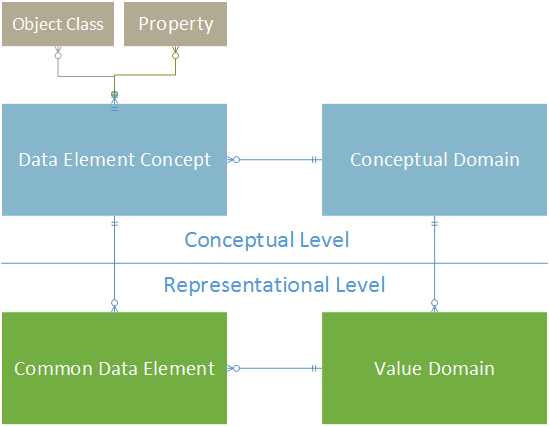 Object Class
Property
Data Element Concept
Conceptual Domain
Conceptual Level
Representational Level
Common Data Element
Value Domain